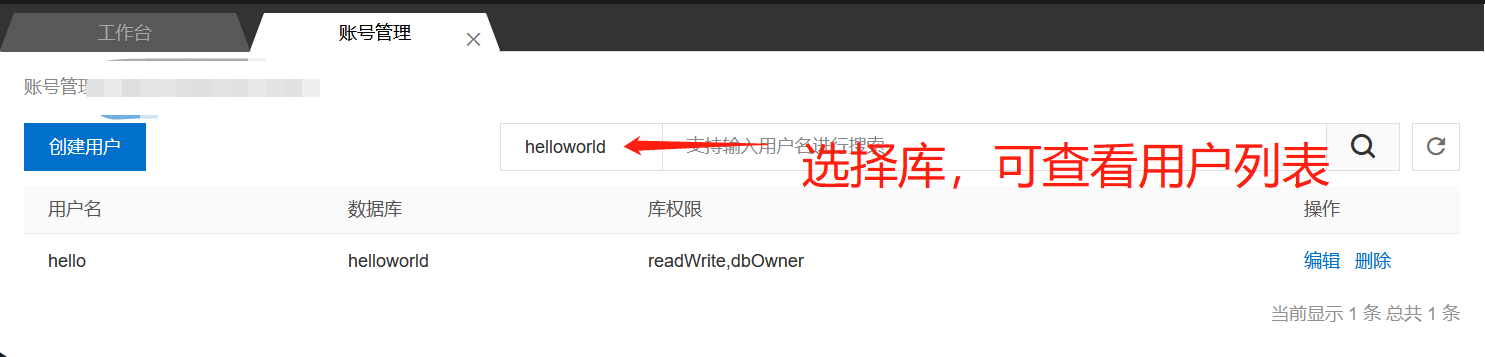 工作台
账号管理
账号管理
创建用户
helloworld
支持输入用户名进行搜索
选择库，可查看用户列表
用户名 数据库 库权限 操作
hello helloworld readWrite,dbOwner 编辑 删除
当前显示 1 条 总共 1 条